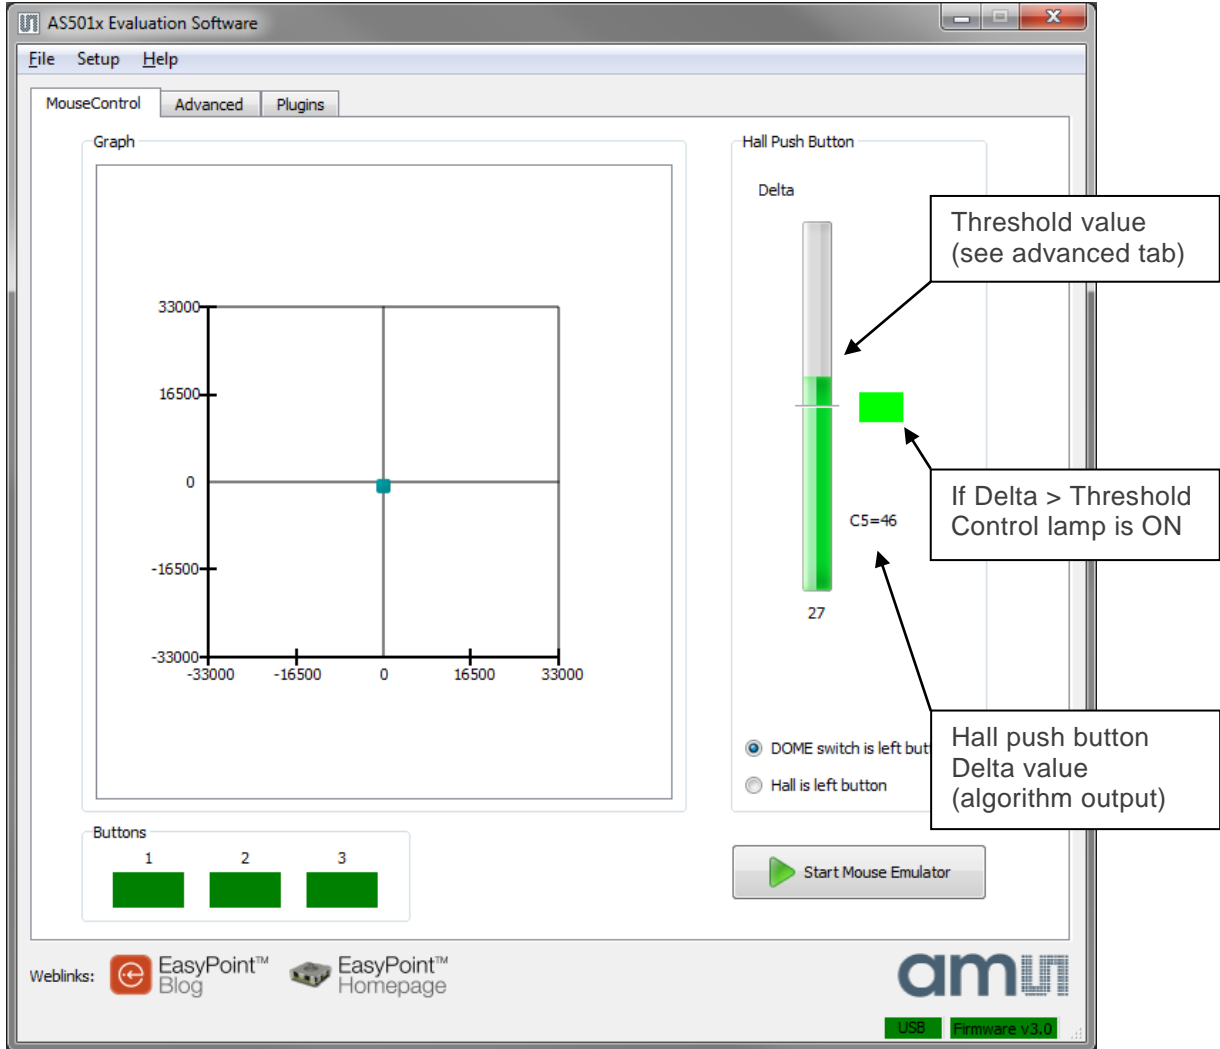 AS501x Evaluation Software
File Setup Help
MouseControl Advanced Plugins
Graph
33000
16500
0
-16500
-33000
-33000 -16500 0 16500 33000
Hall Push Button
Delta
C5=46
27
DOME switch is left but
Hall is left button
Threshold value
(see advanced tab)
If Delta > Threshold
Control lamp is ON
Hall push button
Delta value
(algorithm output)
Buttons
1 2 3
Start Mouse Emulator
Weblinks:
EasyPoint™
Blog
EasyPoint™
Homepage
am
USB Firmware v3.0